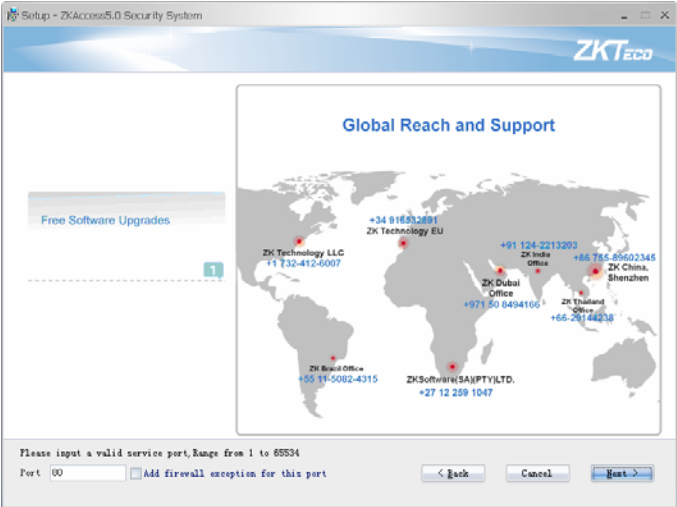 Setup - ZKAccess5.0 Security System
ZKTECO
Global Reach and Support
Free Software Upgrades
1
+34 916532891
ZK Technology EU
ZK Technology LLC
+1 732-412-6007
+91 124-2213203
ZK India
Office
+86 755-89602345
ZK China,
Shenzhen
ZK Dubai
Office
+971 50 8494166
ZK Thailand
Office
+66-29144238
ZK Brazil Office
+55 11-5082-4315
ZKSoftware(SA)(PTY)LTD.
+27 12 259 1047
Please input a valid service port,Range from 1 to 65534
Port 80
Add firewall exception for this port
< Back
Cancel
Next >